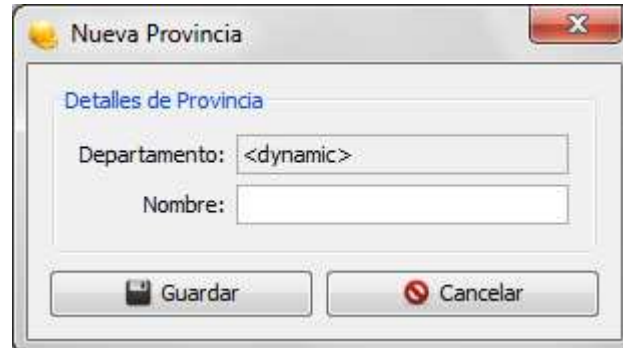 Nueva Provincia
Detalles de Provincia
Departamento: <dynamic>
Nombre:
Guardar Cancelar